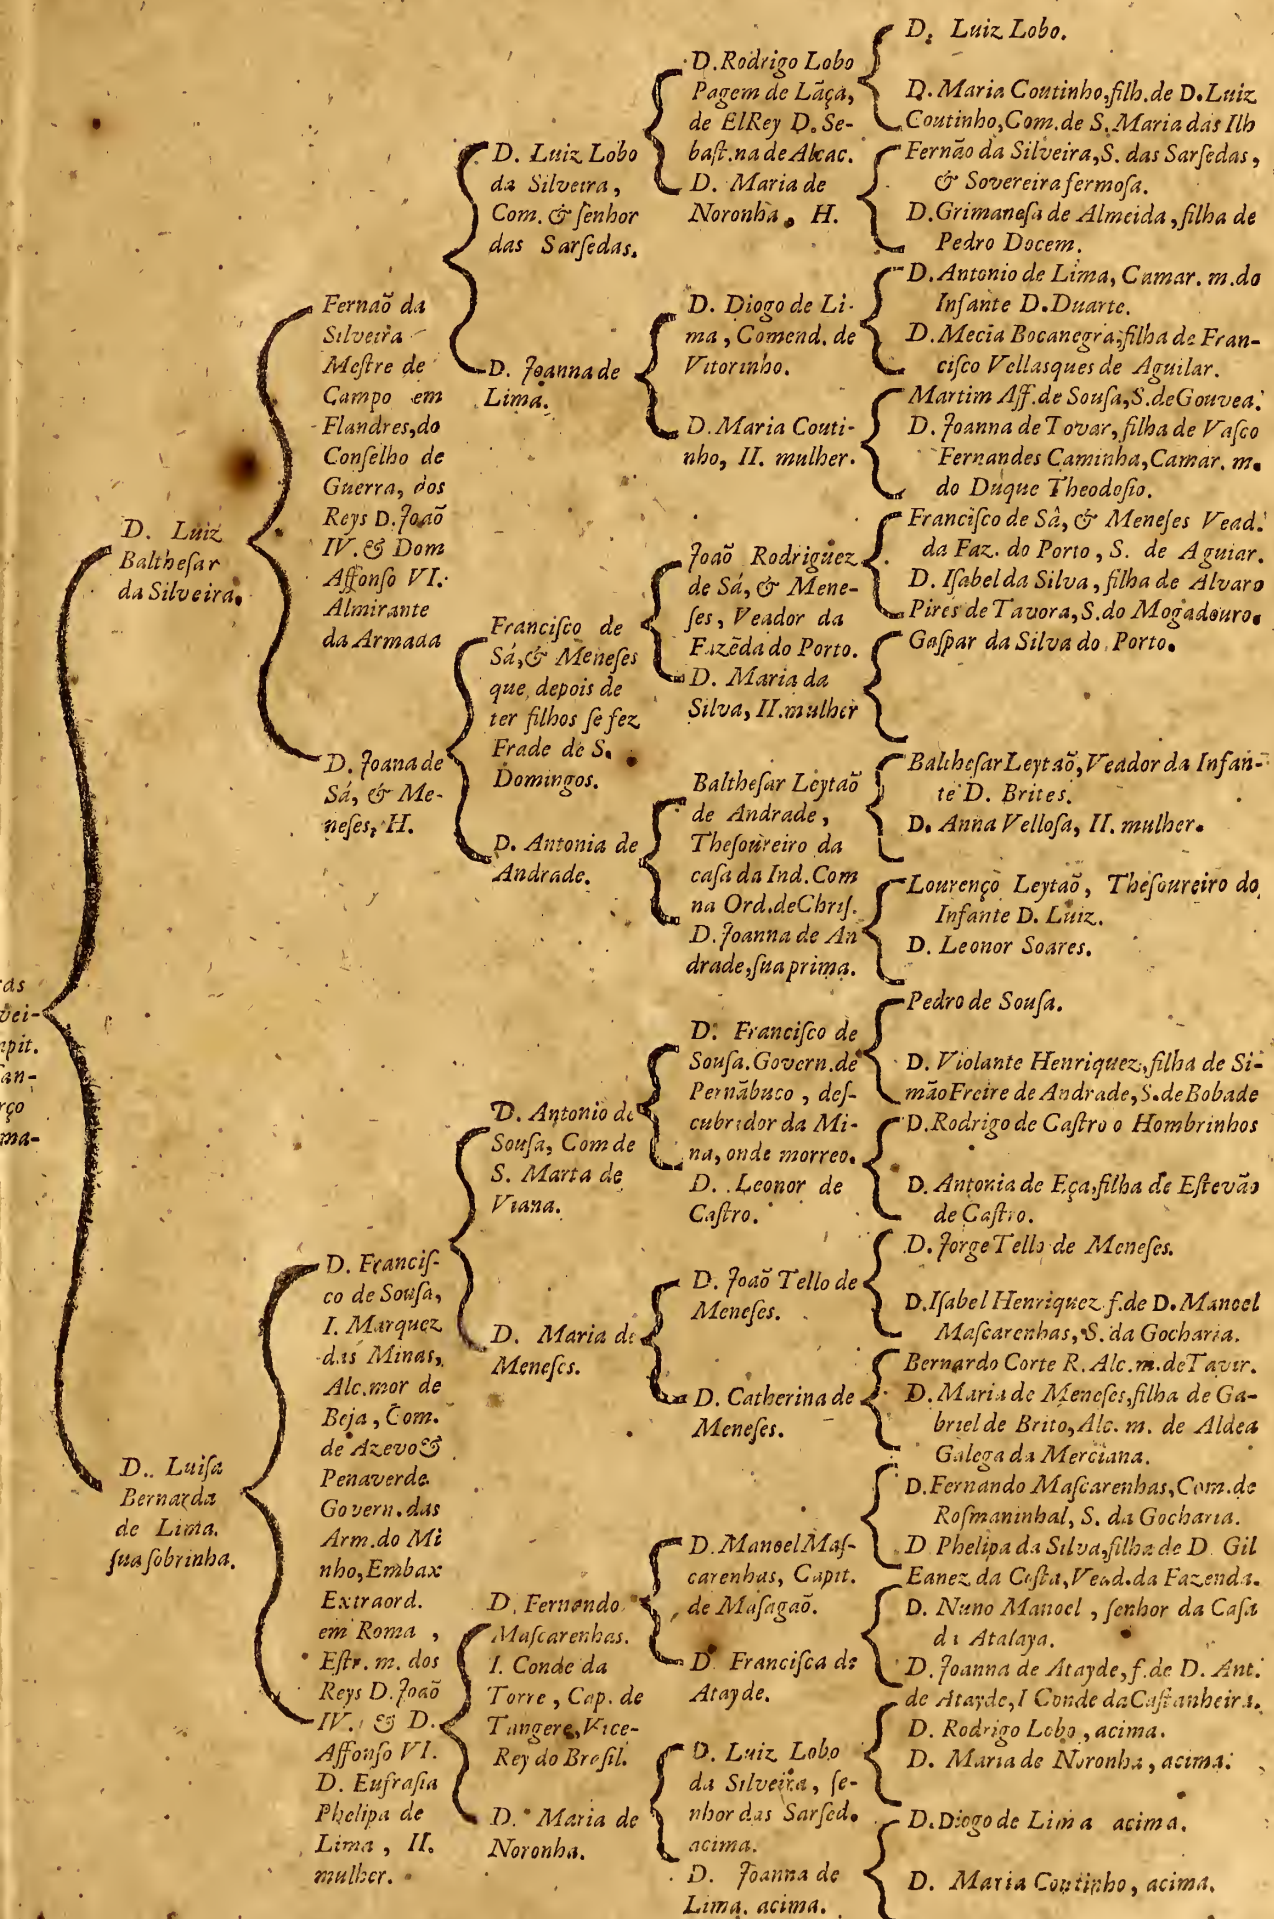 ras
vei-
npit.
an-
rço
ma-
D. Luiz
Balthesar
da Silveira.
D. Luisa
Bernarda
de Lima.
sua sobrinha.
Fernaõ da
Silveira
Mestre de
Campo em
Flandres, do
Conselho de
Guerra, dos
Reys D. Joaõ
IV. & Dom
Affonso VI.
Almirante
da Armada
D. Joana de
Sá, & Me-
neses, H.
D. Francis-
co de Sousa,
I. Marquez
das Minas,
Alc. mor de
Beja, Com.
de Azevo &
Penaverde
Govern. das
Arm. do Mi
nho, Embax
Extraord.
em Roma,
Estr. m. dos
Reys D. Joaõ
IV. & D.
Affonso VI.
D. Eufrasia
Phelipa de
Lima, II.
mulher.
D. Luiz Lobo
da Silveira,
Com. & senhor
das Sarsedas.
D. Joanna de
Lima.
Francisco de
Sá, & Meneses
que, depois de
ter filhos se fez
Frade de S.
Domingos.
D. Antonia de
Andrade.
D. Antonio de
Sousa, Com de
S. Marta de
Viana.
D. Maria de
Meneses.
D. Fernando
Mascarenhas.
I. Conde da
Torre, Cap. de
Tangere, Vice-
Rey do Brasil.
D. Maria de
Noronha.
D. Rodrigo Lobo
Pagem de Lãça,
de ElRey D. Se-
bast. na de Alcac.
D. Maria de
Noronha, H.
D. Diogo de Li-
ma, Comend. de
Vitorinho.
D. Maria Couti-
nho, II. mulher.
Joaõ Rodriguez
de Sá, & Mene-
ses, Veador da
Fazẽda do Porto.
D. Maria da
Silva, II. mulher
Balthesar Leytaõ
de Andrade,
Thesoureiro da
casa da Ind. Com
na Ord. de Chris.
D. Joanna de An
drade, sua prima.
D. Francisco de
Sousa. Govern. de
Pernãbuco, des-
cubridor da Mi-
na, onde morreo.
D. Leonor de
Castro.
D. Joaõ Tello de
Meneses.
D. Catherina de
Meneses.
D. Manoel Mas-
carenhas, Capit.
de Masagaõ.
D. Francisca de
Atayde.
D. Luiz Lobo
da Silveira, se-
nhor das Sarsed.
acima.
D. Joanna de
Lima. acima.
D. Luiz Lobo.
D. Maria Coutinho, filh. de D. Luiz
Coutinho, Com. de S. Maria das Ilh
Fernão da Silveira, S. das Sarsedas,
& Sovereira fermosa.
D. Grimanesa de Almeida, filha de
Pedro Docem.
D. Antonio de Lima, Camar. m. do
Infante D. Duarte.
D. Mecia Bocanegra, filha de Fran-
cisco Vellasques de Aguilar.
Martim Aff. de Sousa, S. de Gouvea.
D. Joanna de Tovar, filha de Vasco
Fernandes Caminha, Camar. m.
do Duque Theodosio.
Francisco de Sâ, & Meneses Vead.
da Faz. do Porto, S. de Aguiar.
D. Isabel da Silva, filha de Alvaro
Pires de Tavora, S. do Mogadouro.
Gaspar da Silva do Porto.
Balthesar Leytaõ, Veador da Infan-
te D. Brites.
D. Anna Vellosa, II. mulher.
Lourenço Leytaõ, Thesoureiro do
Infante D. Luiz.
D. Leonor Soares.
Pedro de Sousa.
D. Violante Henriquez, filha de Si-
mão Freire de Andrade, S. de Bobade
D. Rodrigo de Castro o Hombrinhos
D. Antonia de Eça, filha de Estevão
de Castro.
D. Jorge Tello de Meneses.
D. Isabel Henriquez f. de D. Manoel
Mascarenhas, S. da Gocharia.
Bernardo Corte R. Alc. m. de Tavir.
D. Maria de Meneses, filha de Ga-
briel de Brito, Alc. m. de Aldea
Galega da Merciana.
D. Fernando Mascarenhas, Com. de
Rosmaninhal, S. da Gocharia.
D Phelipa da Silva, filha de D. Gil
Eanez da Costa, Vead. da Fazenda.
D. Nuno Manoel, senhor da Casa
da Atalaya.
D. Joanna de Atayde, f. de D. Ant.
de Atayde, I Conde da Castanheira.
D. Rodrigo Lobo, acima.
D. Maria de Noronha, acima.
D. Diogo de Lima acima.
D. Maria Coutinho, acima.